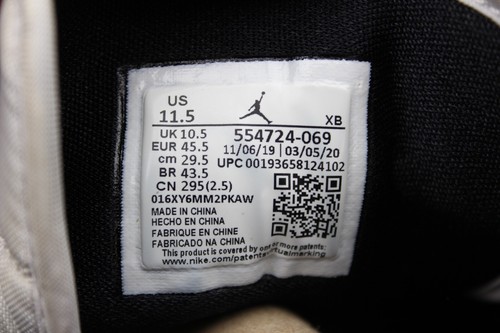 US
11.5
XB
UK 10.5
554724-069
EUR 45.5
11/06/19 03/05/20
cm 29.5
UPC 00193658124102
BR 43.5
CN 295(2.5)
016XY6MM2PKAW
MADE IN CHINA
HECHO EN CHINA
FABRIQUE EN CHINE
FABRICADO NA CHINA
This product is covered by one or more patents:
www.nike.com/patentsvirtualmarking